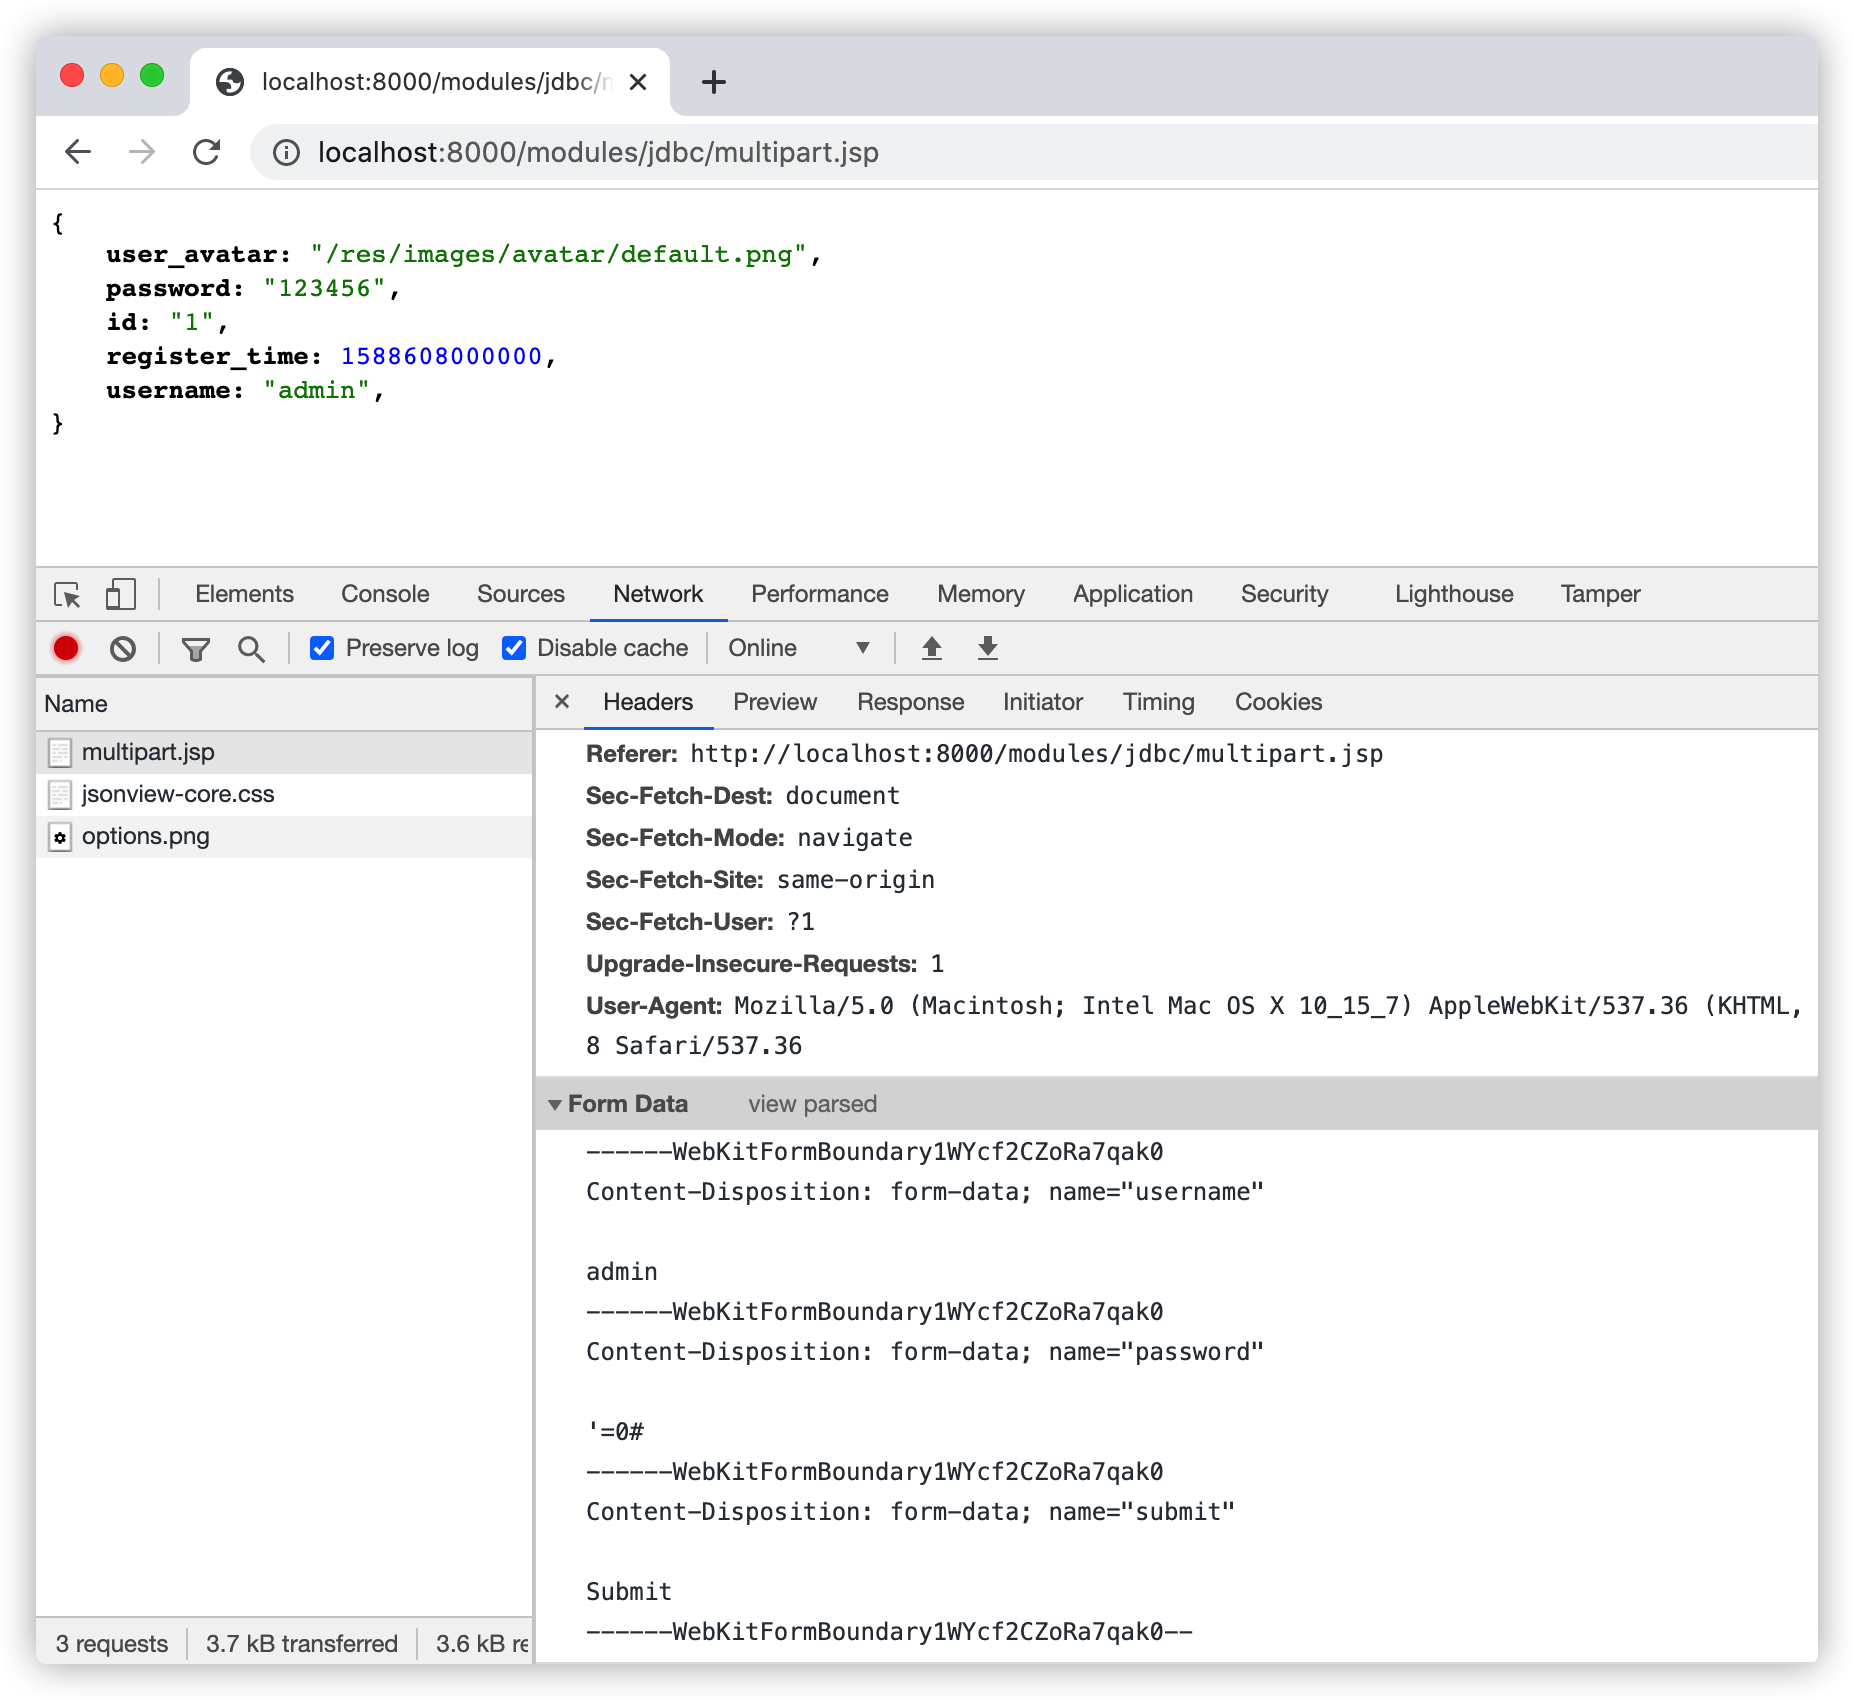 localhost:8000/modules/jdbc/m
localhost:8000/modules/jdbc/multipart.jsp
{
user_avatar: "/res/images/avatar/default.png",
password: "123456",
id: "1",
register_time: 1588608000000,
username: "admin",
}
Elements Console Sources Network Performance Memory Application Security Lighthouse Tamper
Preserve log Disable cache Online
Name
multipart.jsp
jsonview-core.css
options.png
3 requests 3.7 kB transferred 3.6 kB re
× Headers Preview Response Initiator Timing Cookies
Referer: http://localhost:8000/modules/jdbc/multipart.jsp
Sec-Fetch-Dest: document
Sec-Fetch-Mode: navigate
Sec-Fetch-Site: same-origin
Sec-Fetch-User: ?1
Upgrade-Insecure-Requests: 1
User-Agent: Mozilla/5.0 (Macintosh; Intel Mac OS X 10_15_7) AppleWebKit/537.36 (KHTML,
8 Safari/537.36
Form Data view parsed
------WebKitFormBoundary1WYcf2CZoRa7qak0
Content-Disposition: form-data; name="username"
admin
------WebKitFormBoundary1WYcf2CZoRa7qak0
Content-Disposition: form-data; name="password"
'=0#
------WebKitFormBoundary1WYcf2CZoRa7qak0
Content-Disposition: form-data; name="submit"
Submit
------WebKitFormBoundary1WYcf2CZoRa7qak0--